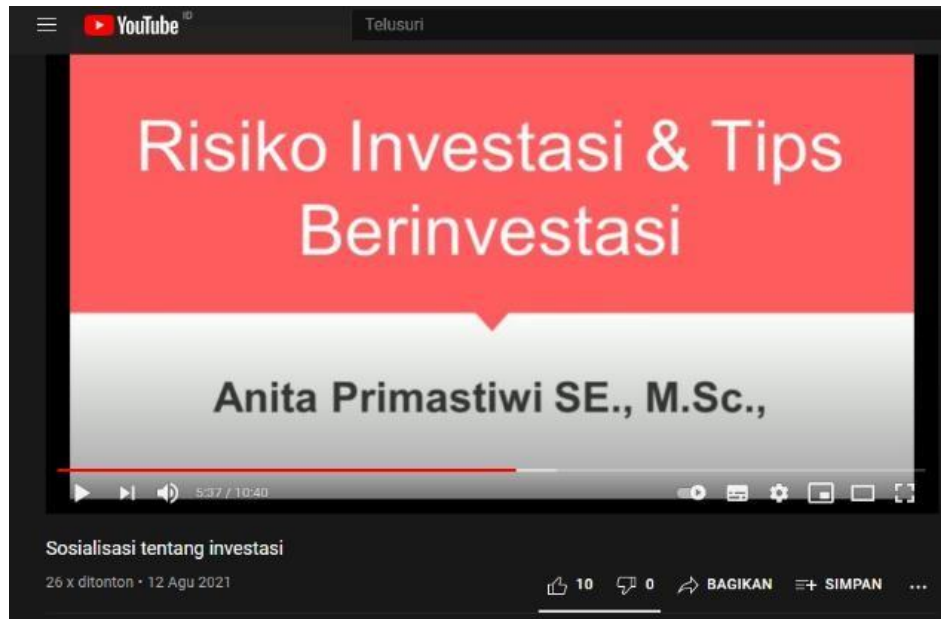 YouTube ID
Telusuri
Risiko Investasi & Tips
Berinvestasi
Anita Primastiwi SE., M.Sc.,
5:37 / 10:40
Sosialisasi tentang investasi
26 x ditonton • 12 Agu 2021
10 0 BAGIKAN SIMPAN